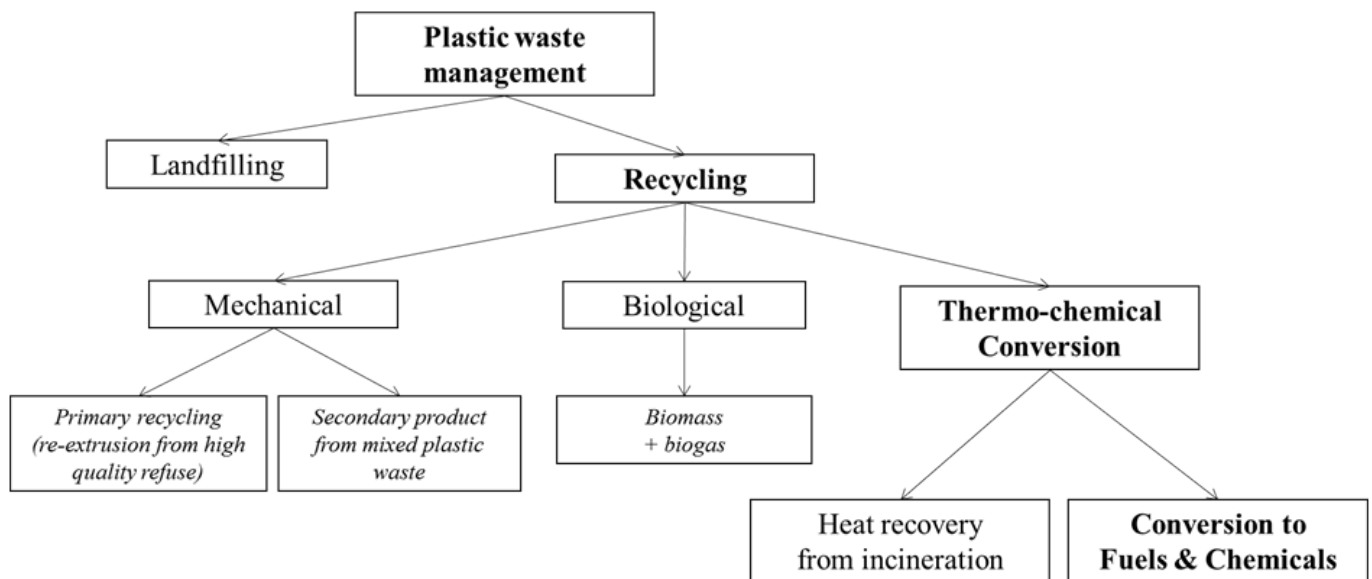 Plastic waste
management
Landfilling
Recycling
Mechanical
Biological
Thermo-chemical
Conversion
Primary recycling
(re-extrusion from high
quality refuse)
Secondary product
from mixed plastic
waste
Biomass
+ biogas
Heat recovery
from incineration
Conversion to
Fuels & Chemicals